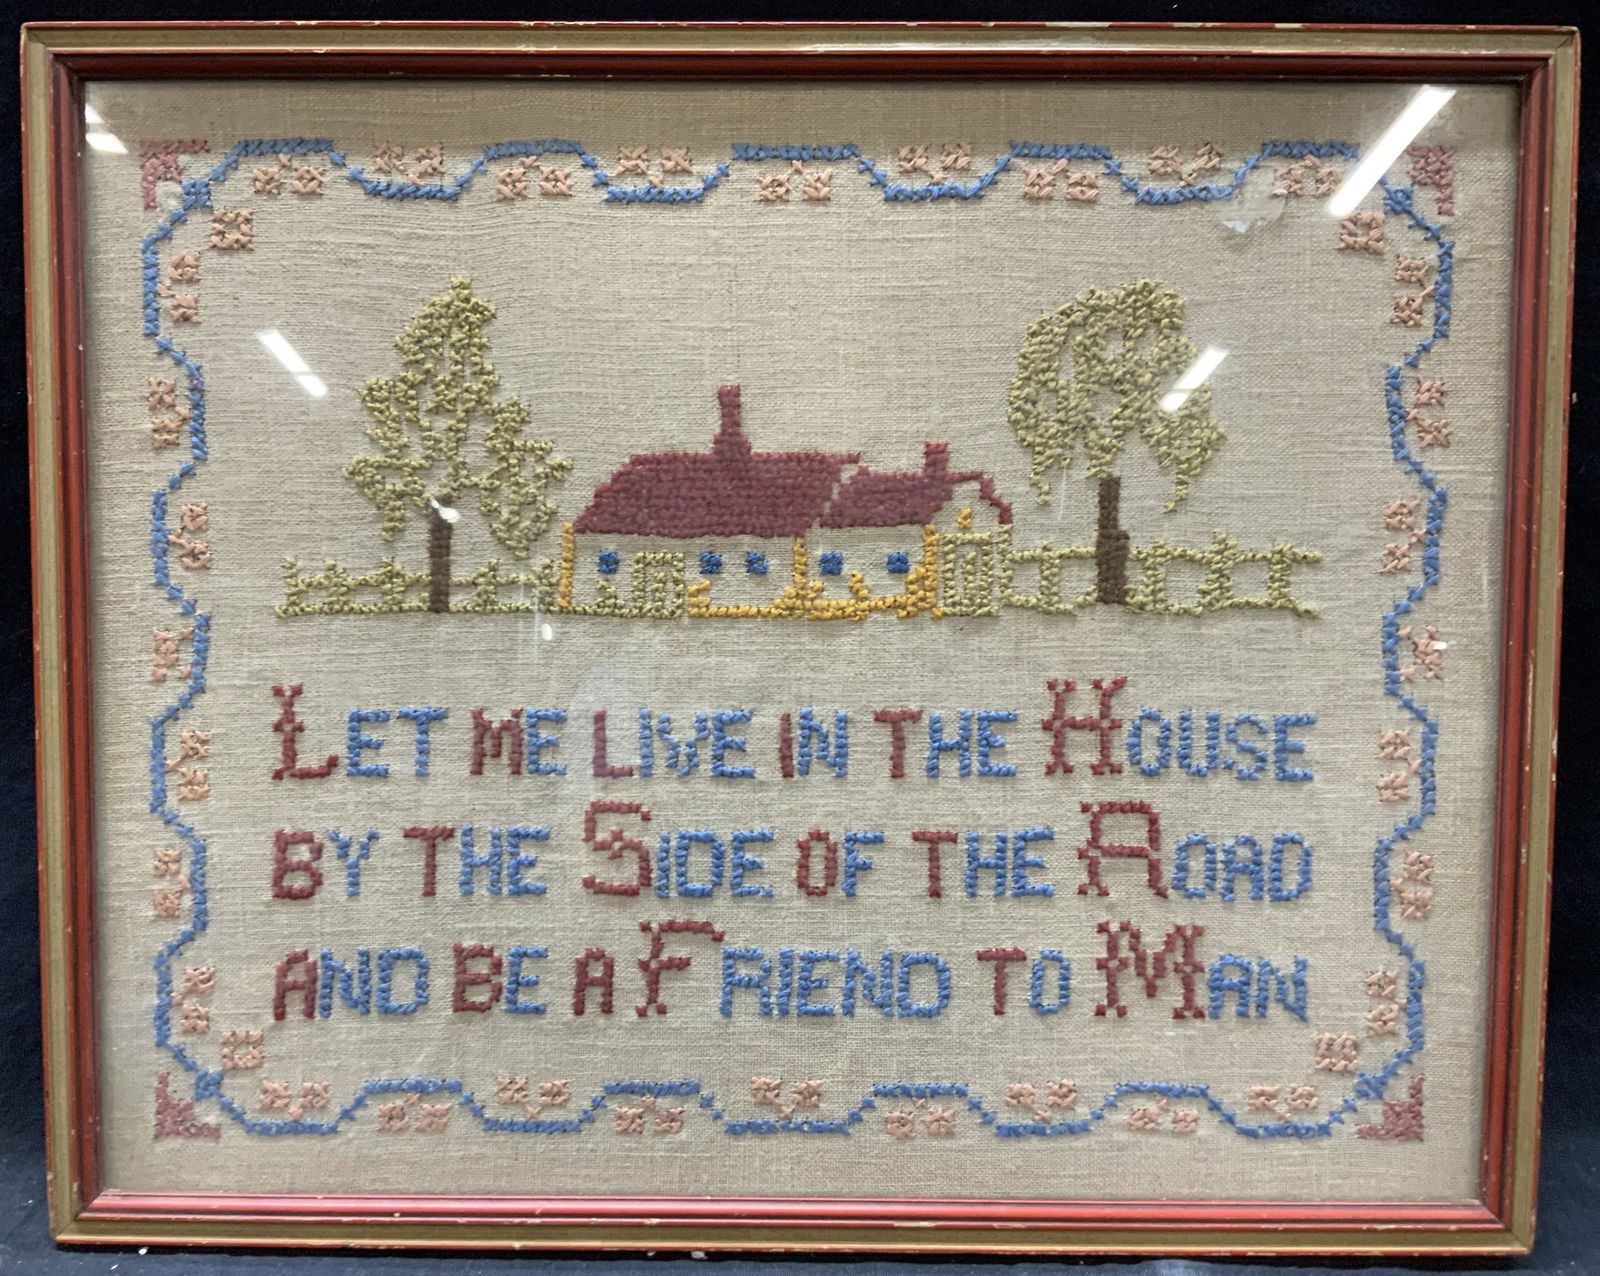 LET ME LIVE IN THE HOUSE
BY THE SIDE OF THE ROAD
AND BE A FRIEND TO MAN